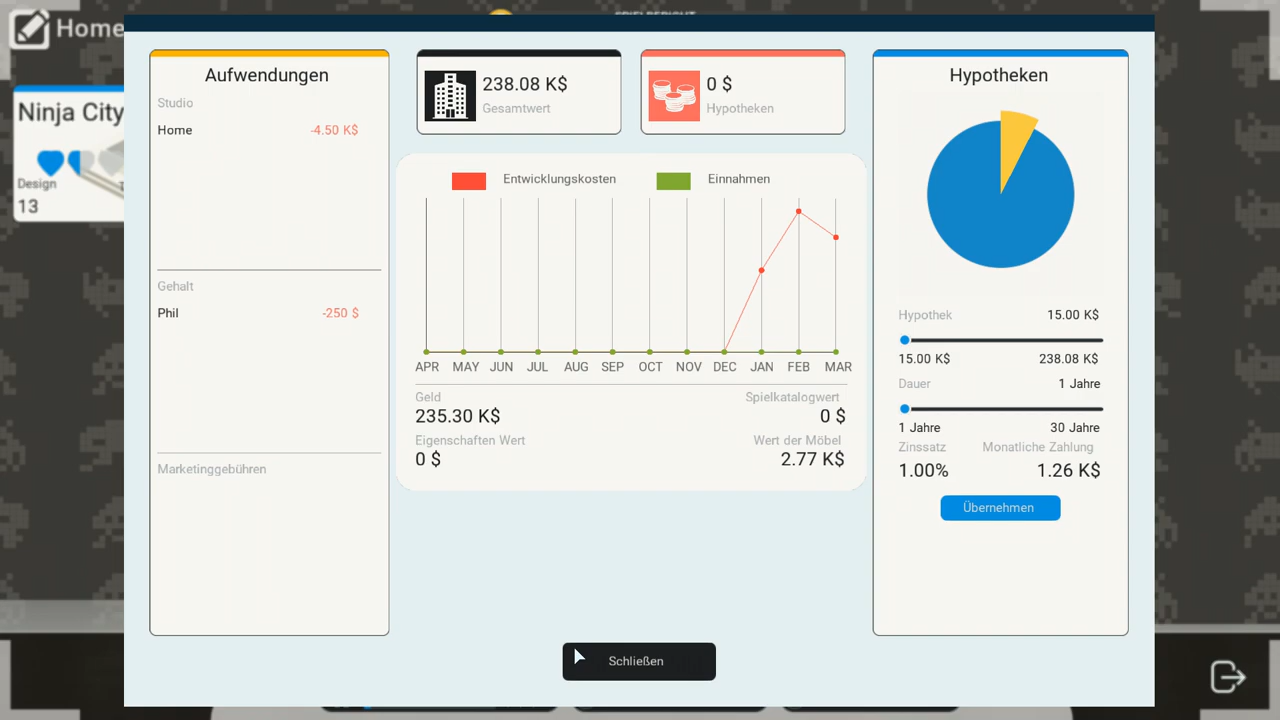 SPIELBERICHT
Home
Ninja City
Design
13
Aufwendungen
Studio
Home -4.50 K$
Gehalt
Phil -250 $
Marketinggebühren
238.08 K$
Gesamtwert
0 $
Hypotheken
Entwicklungskosten Einnahmen
APR MAY JUN JUL AUG SEP OCT NOV DEC JAN FEB MAR
Geld Spielkatalogwert
235.30 K$ 0 $
Eigenschaften Wert Wert der Möbel
0 $ 2.77 K$
Hypotheken
Hypothek 15.00 K$
15.00 K$ 238.08 K$
Dauer 1 Jahre
1 Jahre 30 Jahre
Zinssatz Monatliche Zahlung
1.00% 1.26 K$
Übernehmen
Schließen